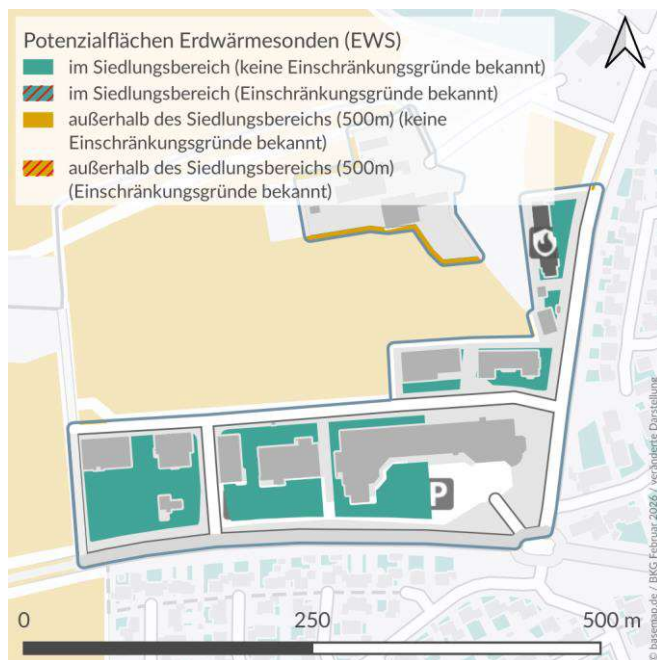 Potenzialflächen Erdwärmesonden (EWS)
im Siedlungsbereich (keine Einschränkungsgründe bekannt)
im Siedlungsbereich (Einschränkungsgründe bekannt)
außerhalb des Siedlungsbereichs (500m) (keine
Einschränkungsgründe bekannt)
außerhalb des Siedlungsbereichs (500m)
(Einschränkungsgründe bekannt)
P
0
250
500 m
© basemap.de / BKG Februar 2026 / veränderte Darstellung